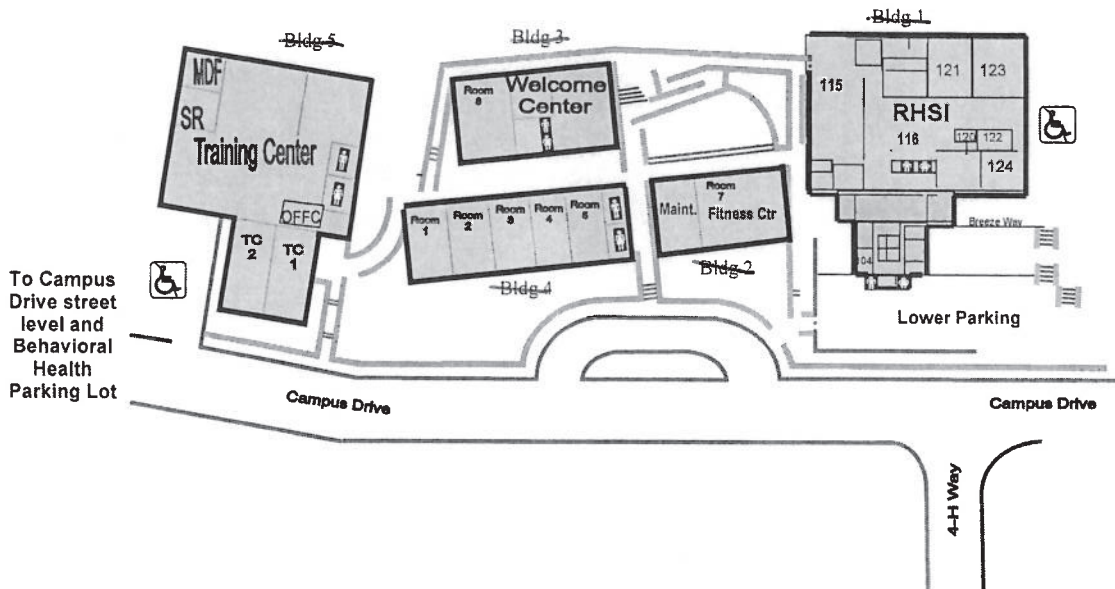 Bldg 5
Bldg 3
Bldg 1
MDF
SR
Training Center
OFFC
TC
2
TC
1
Room
8
Welcome
Center
Room
1
Room
2
Room
3
Room
4
Room
5
Bldg 4
Maint.
Room
7
Fitness Ctr
Bldg 2
115
121
123
RHSI
116
120
122
124
104
Breeze Way
Lower Parking
To Campus
Drive street
level and
Behavioral
Health
Parking Lot
Campus Drive
Campus Drive
4-H Way